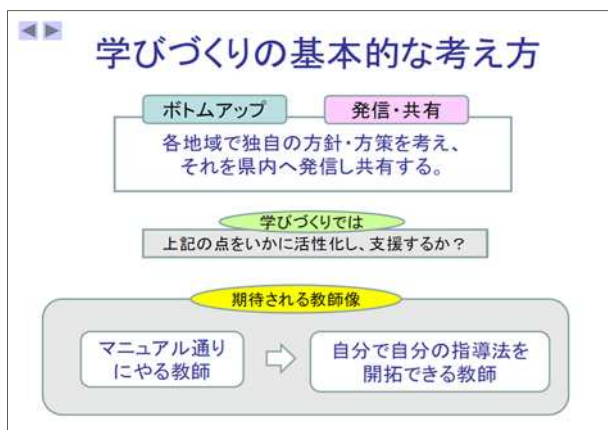 学びづくりの基本的な考え方
ボトムアップ
発信・共有
各地域で独自の方針・方策を考え、
それを県内へ発信し共有する。
学びづくりでは
上記の点をいかに活性化し、支援するか？
期待される教師像
マニュアル通り
にやる教師
自分で自分の指導法を
開拓できる教師